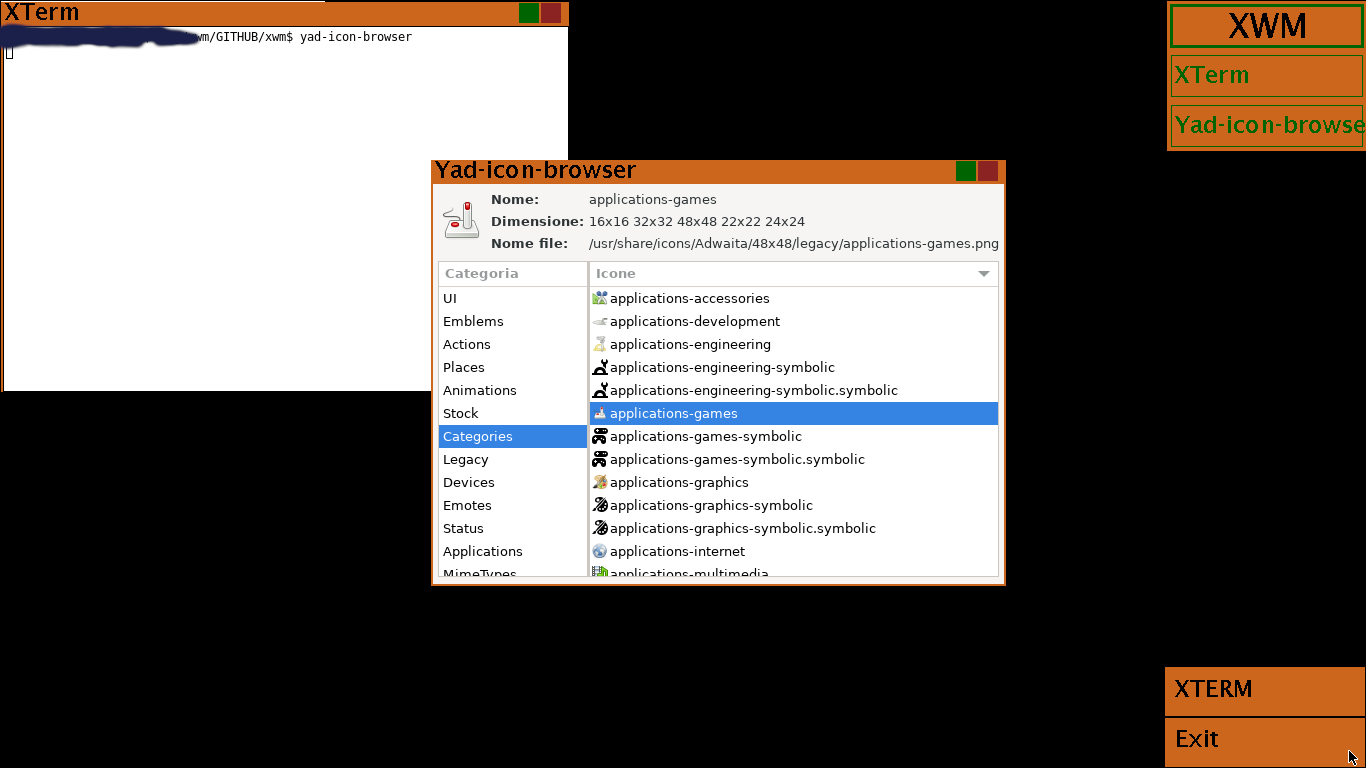 XTerm
wm/GITHUB/xwm$ yad-icon-browser
XWM
XTerm
Yad-icon-browse
Yad-icon-browser
Nome: applications-games
Dimensione: 16x16 32x32 48x48 22x22 24x24
Nome file: /usr/share/icons/Adwaita/48x48/legacy/applications-games.png
Categoria
UI
Emblems
Actions
Places
Animations
Stock
Categories
Legacy
Devices
Emotes
Status
Applications
MimeTypes
Icone
applications-accessories
applications-development
applications-engineering
applications-engineering-symbolic
applications-engineering-symbolic.symbolic
applications-games
applications-games-symbolic
applications-games-symbolic.symbolic
applications-graphics
applications-graphics-symbolic
applications-graphics-symbolic.symbolic
applications-internet
applications-multimedia
XTERM
Exit